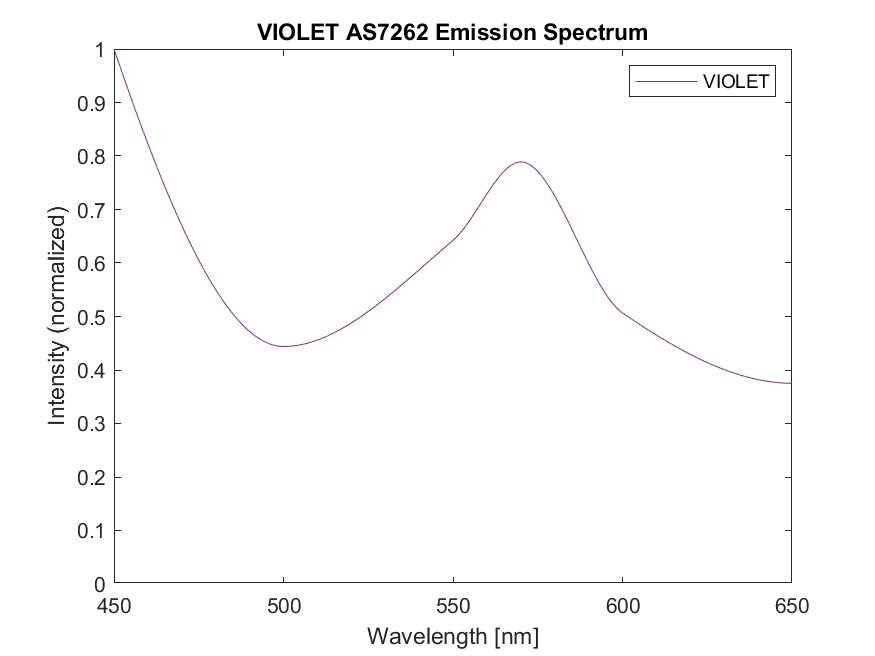 VIOLET AS7262 Emission Spectrum
VIOLET
Intensity (normalized)
1
0.9
0.8
0.7
0.6
0.5
0.4
0.3
0.2
0.1
0
450 500 550 600 650
Wavelength [nm]